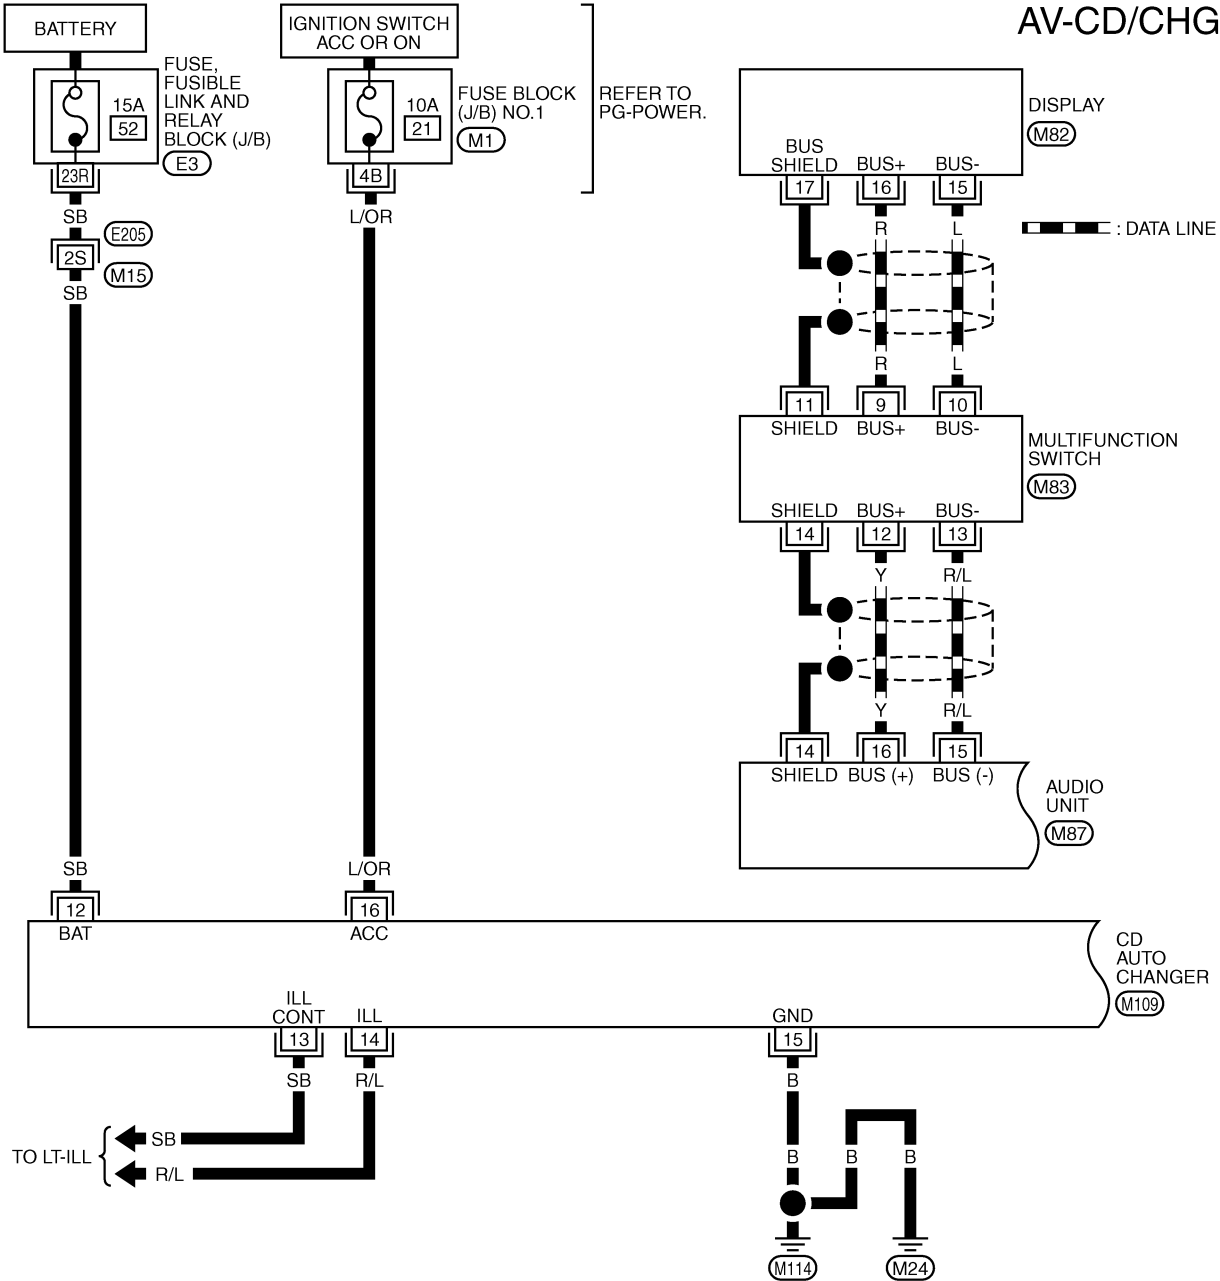 AV-CD/CHG
BATTERY
IGNITION SWITCH
ACC OR ON
15A
52
FUSE,
FUSIBLE
LINK AND
RELAY
BLOCK (J/B)
E3
10A
21
FUSE BLOCK
(J/B) NO.1
M1
REFER TO
PG-POWER.
23R
4B
SB
L/OR
E205
2S
M15
SB
DISPLAY
M82
BUS
SHIELD
BUS+
BUS-
17
16
15
R
L
: DATA LINE
R
L
11
9
10
SHIELD
BUS+
BUS-
MULTIFUNCTION
SWITCH
M83
SHIELD
BUS+
BUS-
14
12
13
Y
R/L
Y
R/L
14
16
15
SHIELD
BUS (+)
BUS (-)
AUDIO
UNIT
M87
SB
L/OR
12
16
BAT
ACC
CD
AUTO
CHANGER
M109
ILL
CONT
ILL
GND
13
14
15
SB
R/L
B
TO LT-ILL
SB
R/L
B
B
B
M114
M24